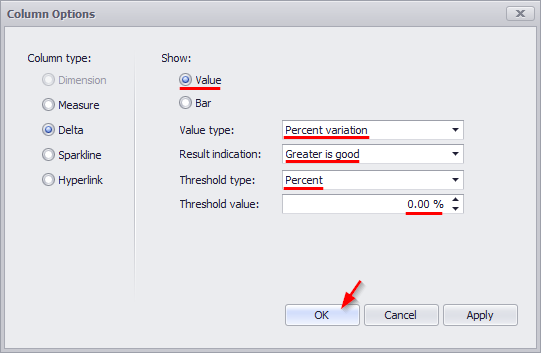 Column Options
Column type:
Dimension
Measure
Delta
Sparkline
Hyperlink
Show:
Value
Bar
Value type: Percent variation
Result indication: Greater is good
Threshold type: Percent
Threshold value: 0.00 %
OK Cancel Apply